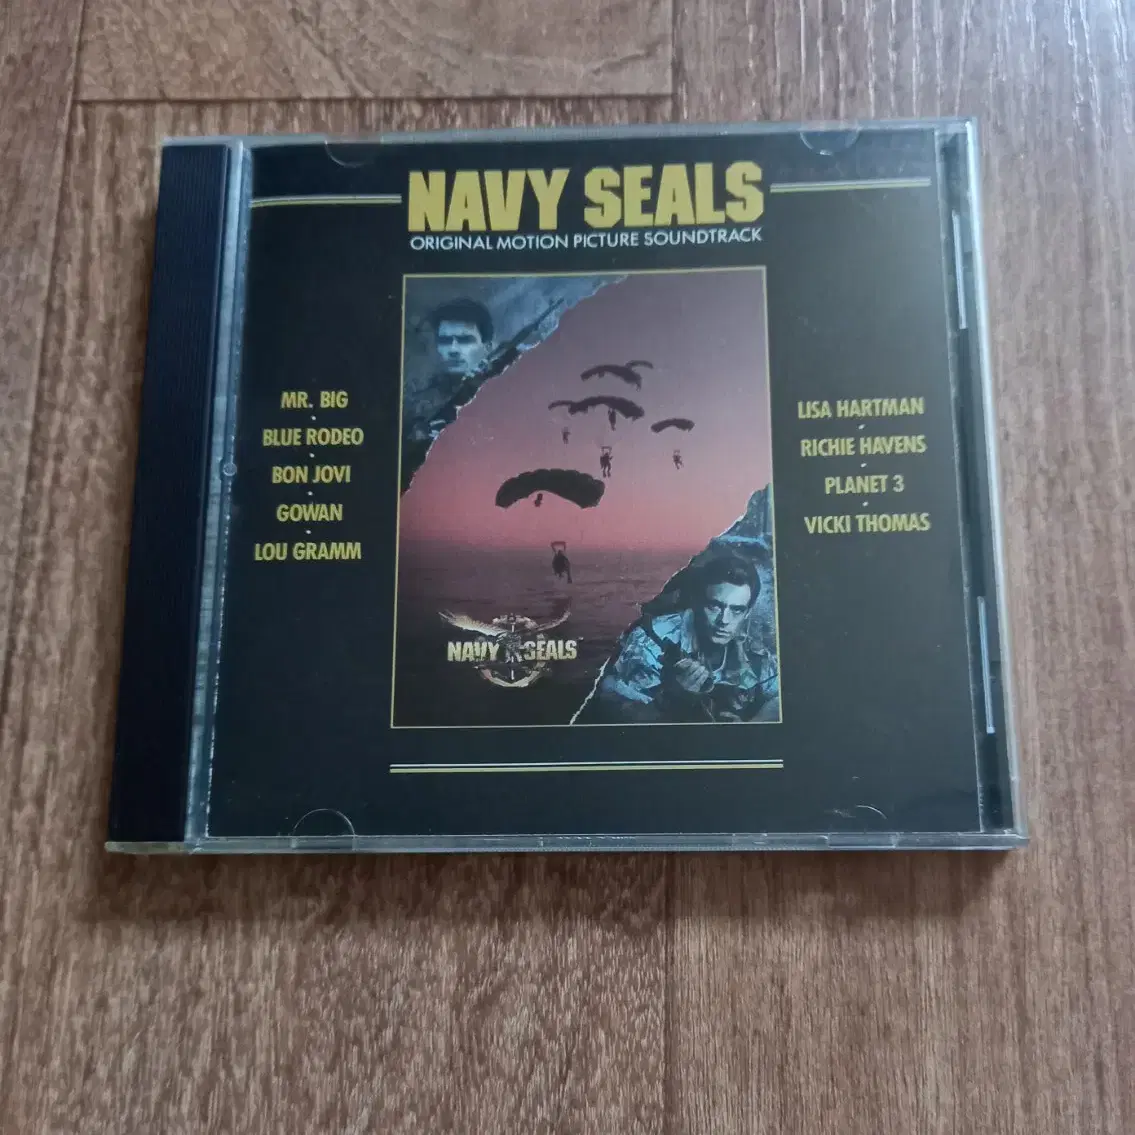 NAVY SEALS
ORIGINAL MOTION PICTURE SOUNDTRACK
MR. BIG
BLUE RODEO
BON JOVI
GOWAN
LOU GRAMM
LISA HARTMAN
RICHIE HAVENS
PLANET 3
VICKI THOMAS
NAVY SEALS™